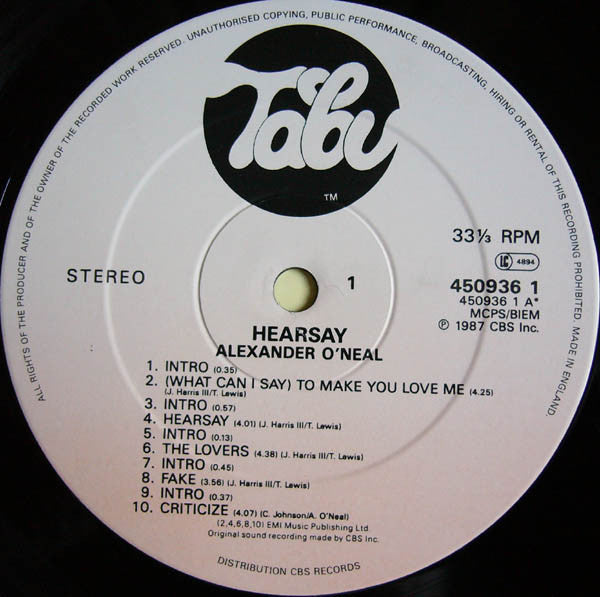 ALL RIGHTS OF THE PRODUCER AND OF THE OWNER OF THE RECORDED WORK RESERVED. UNAUTHORISED COPYING, PUBLIC PERFORMANCE, BROADCASTING, HIRING OR RENTAL OF THIS RECORDING PROHIBITED. MADE IN ENGLAND.
Tabu
TM
33⅓ RPM
LC 4894
STEREO
1
450936 1
450936 1 A*
MCPS/BIEM
℗ 1987 CBS Inc.
HEARSAY
ALEXANDER O'NEAL
1. INTRO (0.35)
2. (WHAT CAN I SAY) TO MAKE YOU LOVE ME (4.25)
(J. Harris III/T. Lewis)
3. INTRO (0.57)
4. HEARSAY (4.01) (J. Harris III/T. Lewis)
5. INTRO (0.13)
6. THE LOVERS (4.38) (J. Harris III/T. Lewis)
7. INTRO (0.45)
8. FAKE (3.56) (J. Harris III/T. Lewis)
9. INTRO (0.37)
10. CRITICIZE (4.07) (C. Johnson/A. O'Neal)
(2,4,6,8,10) EMI Music Publishing Ltd.
Original sound recording made by CBS Inc.
DISTRIBUTION CBS RECORDS